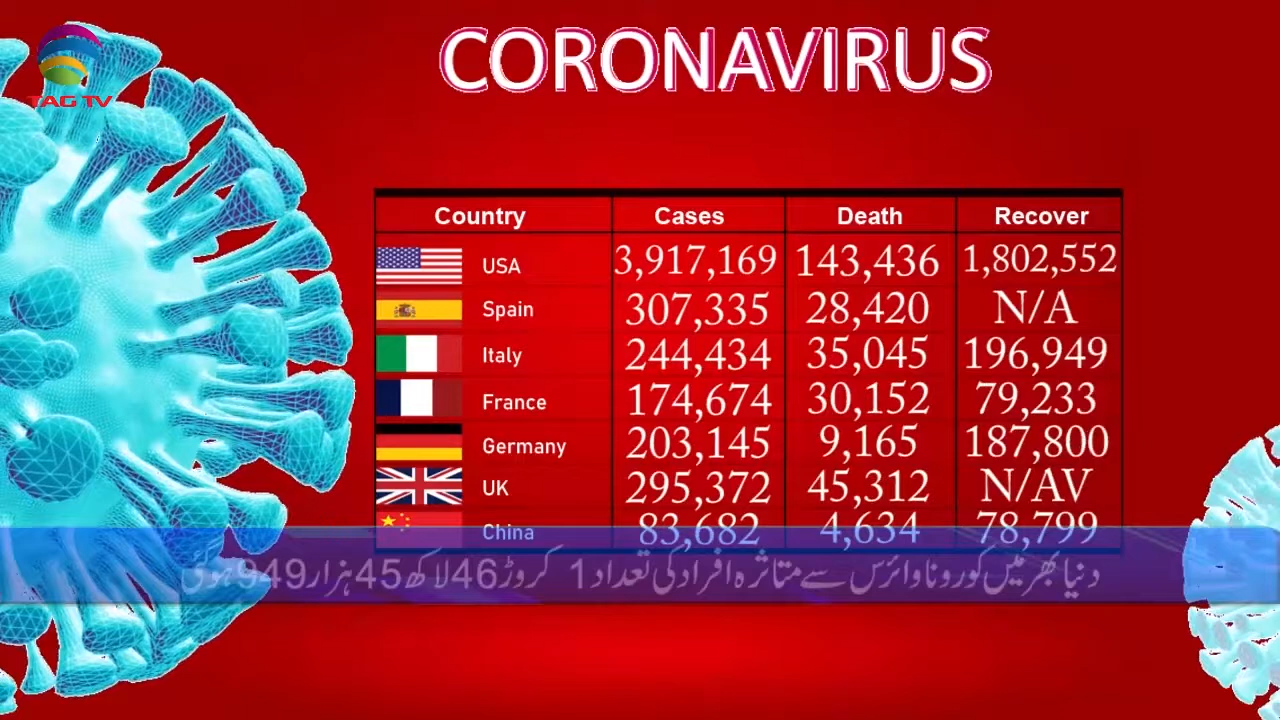 CORONAVIRUS
TAG TV
Country Cases Death Recover
USA 3,917,169 143,436 1,802,552
Spain 307,335 28,420 N/A
Italy 244,434 35,045 196,949
France 174,674 30,152 79,233
Germany 203,145 9,165 187,800
UK 295,372 45,312 N/AV
China 83,682 4,634 78,799
دنیا بھر میں کورونا وائرس سے متاثرہ افراد کی تعداد 1 کروڑ 46 لاکھ 45 ہزار 949 ہوگئی